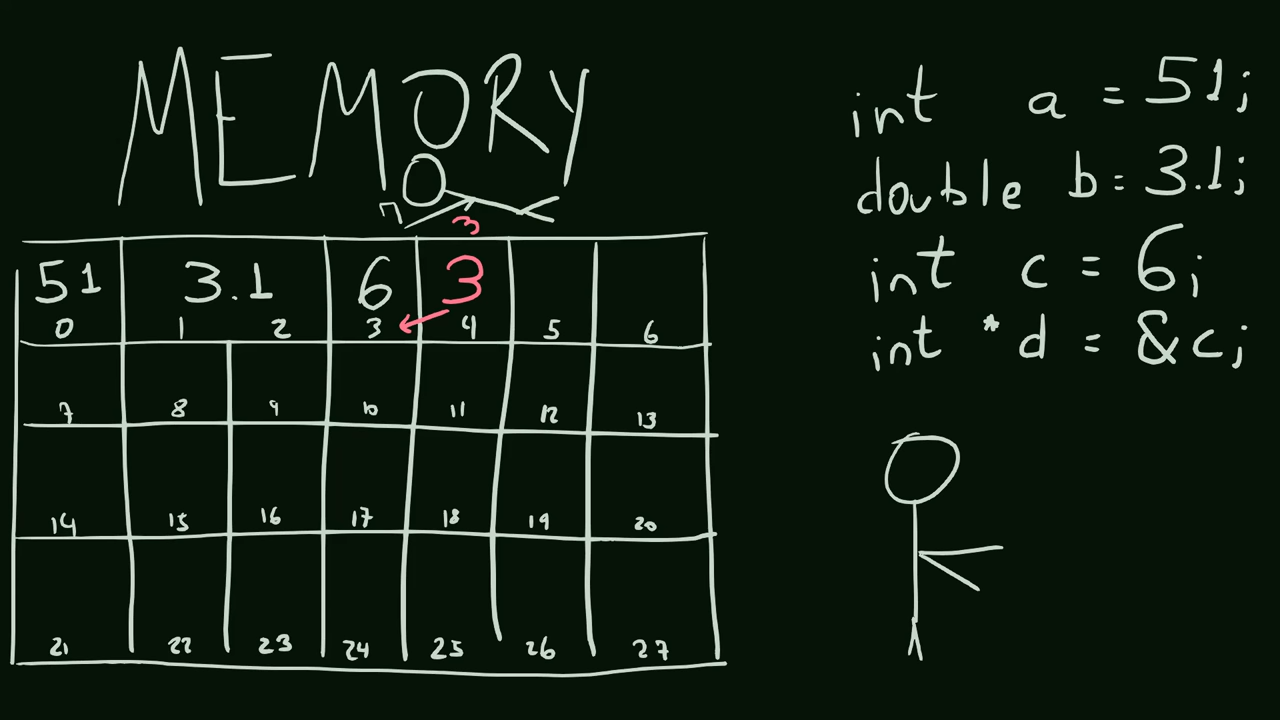 MEMORY
int a = 51;
double b = 3.1;
int c = 6;
int * d = &c;
7 3
51 3.1 6 3
0 1 2 3 4 5 6
7 8 9 10 11 12 13
14 15 16 17 18 19 20
21 22 23 24 25 26 27